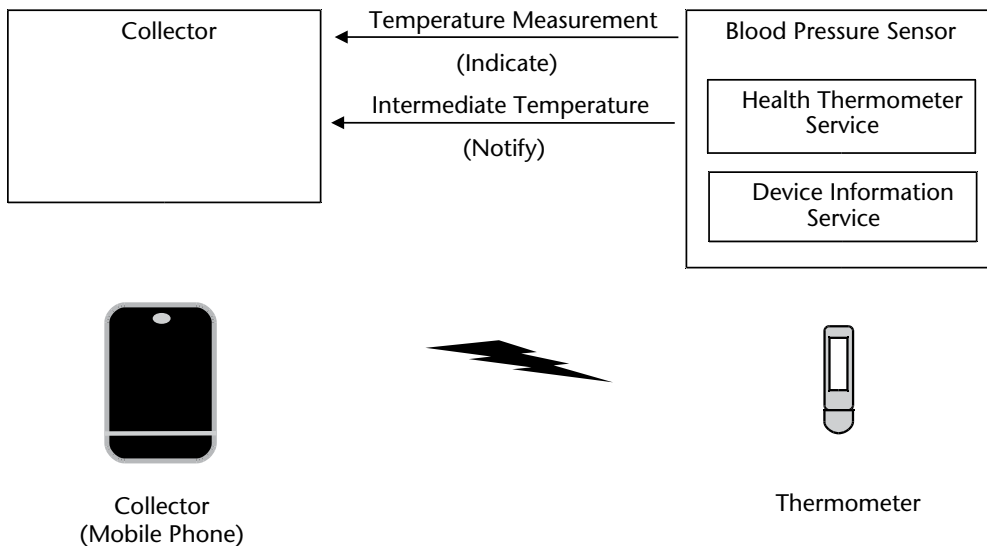 Collector
Temperature Measurement
(Indicate)
Intermediate Temperature
(Notify)
Blood Pressure Sensor
Health Thermometer
Service
Device Information
Service
Collector
(Mobile Phone)
Thermometer